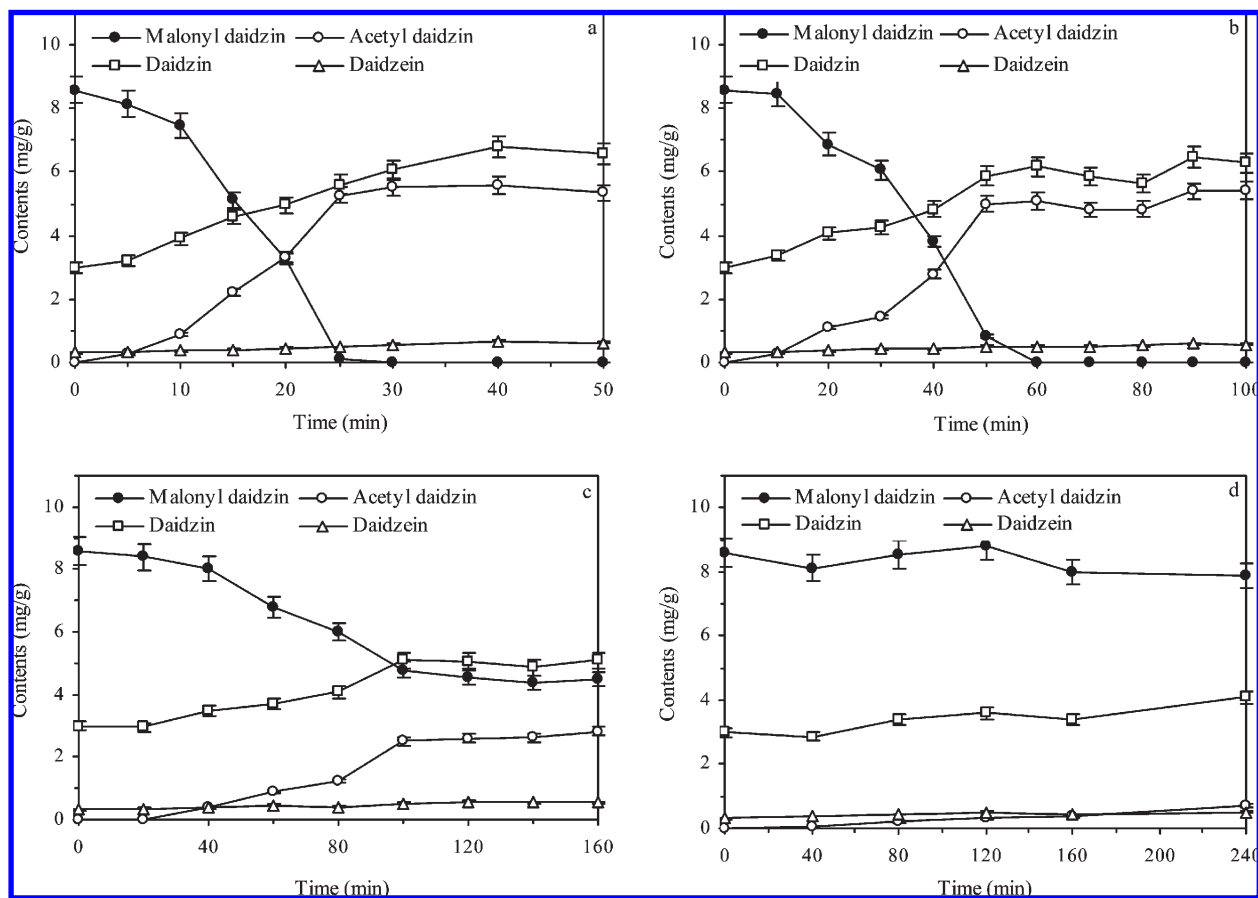 a
Malonyl daidzin
Acetyl daidzin
Daidzin
Daidzein
10
8
6
4
2
0
Contents (mg/g)
0 10 20 30 40 50
Time (min)
b
Malonyl daidzin
Acetyl daidzin
Daidzin
Daidzein
10
8
6
4
2
0
Contents (mg/g)
0 20 40 60 80 100
Time (min)
c
Malonyl daidzin
Acetyl daidzin
Daidzin
Daidzein
10
8
6
4
2
0
Contents (mg/g)
0 40 80 120 160
Time (min)
d
Malonyl daidzin
Acetyl daidzin
Daidzin
Daidzein
10
8
6
4
2
0
Contents (mg/g)
0 40 80 120 160 200 240
Time (min)